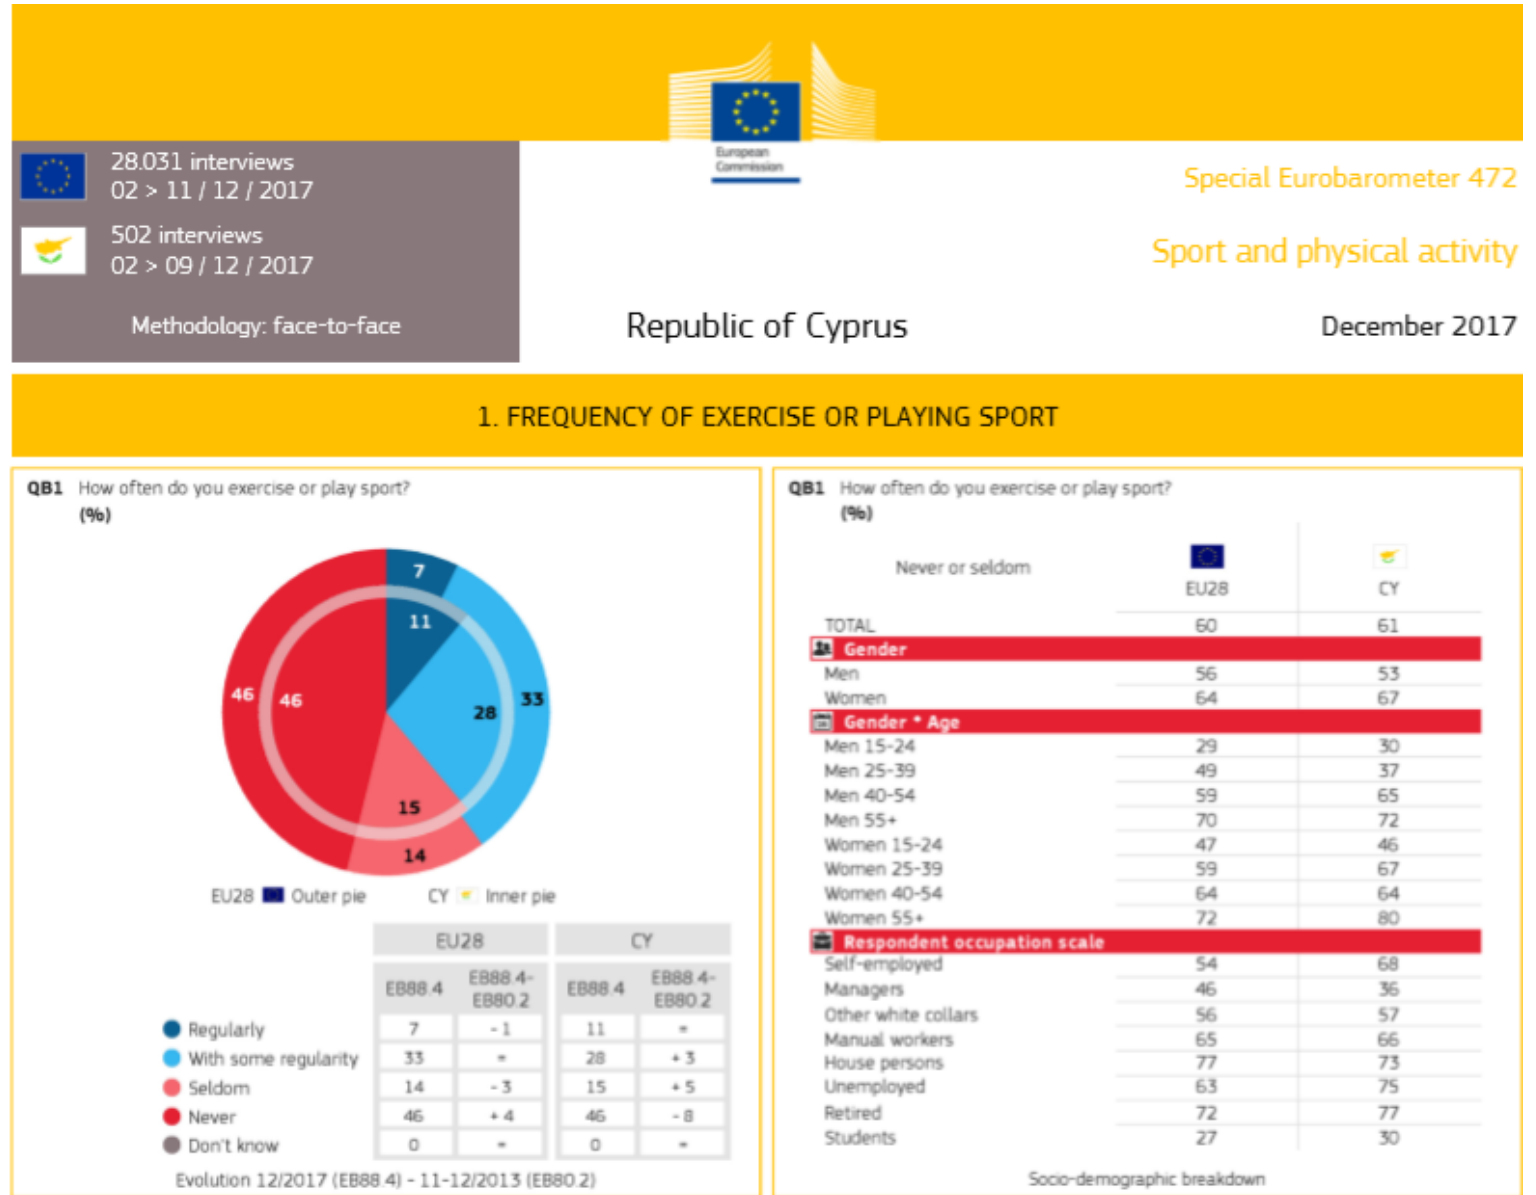 European
Commission
28.031 interviews
02 > 11 / 12 / 2017
502 interviews
02 > 09 / 12 / 2017
Methodology: face-to-face
Special Eurobarometer 472
Sport and physical activity
Republic of Cyprus
December 2017
1. FREQUENCY OF EXERCISE OR PLAYING SPORT
QB1 How often do you exercise or play sport?
(%)
7
11
46 46
28 33
15
14
EU28 Outer pie CY Inner pie
EU28 CY
EB88.4 EB88.4-EB80.2 EB88.4 EB88.4-EB80.2
Regularly 7 - 1 11 =
With some regularity 33 = 28 + 3
Seldom 14 - 3 15 + 5
Never 46 + 4 46 - 8
Don't know 0 = 0 =
Evolution 12/2017 (EB88.4) - 11-12/2013 (EB80.2)
QB1 How often do you exercise or play sport?
(%)
Never or seldom EU28 CY
TOTAL 60 61
Gender
Men 56 53
Women 64 67
Gender * Age
Men 15-24 29 30
Men 25-39 49 37
Men 40-54 59 65
Men 55+ 70 72
Women 15-24 47 46
Women 25-39 59 67
Women 40-54 64 64
Women 55+ 72 80
Respondent occupation scale
Self-employed 54 68
Managers 46 36
Other white collars 56 57
Manual workers 65 66
House persons 77 73
Unemployed 63 75
Retired 72 77
Students 27 30
Socio-demographic breakdown